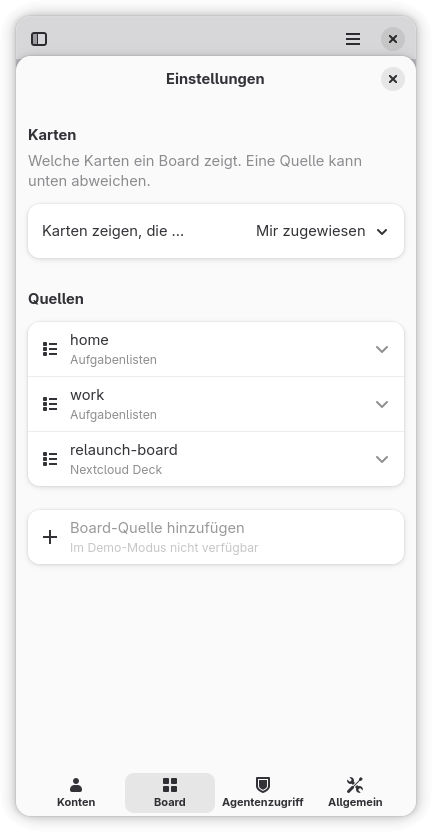 Einstellungen
Karten
Welche Karten ein Board zeigt. Eine Quelle kann
unten abweichen.
Karten zeigen, die ... Mir zugewiesen
Quellen
home
Aufgabenlisten
work
Aufgabenlisten
relaunch-board
Nextcloud Deck
Board-Quelle hinzufügen
Im Demo-Modus nicht verfügbar
Konten Board Agentenzugriff Allgemein